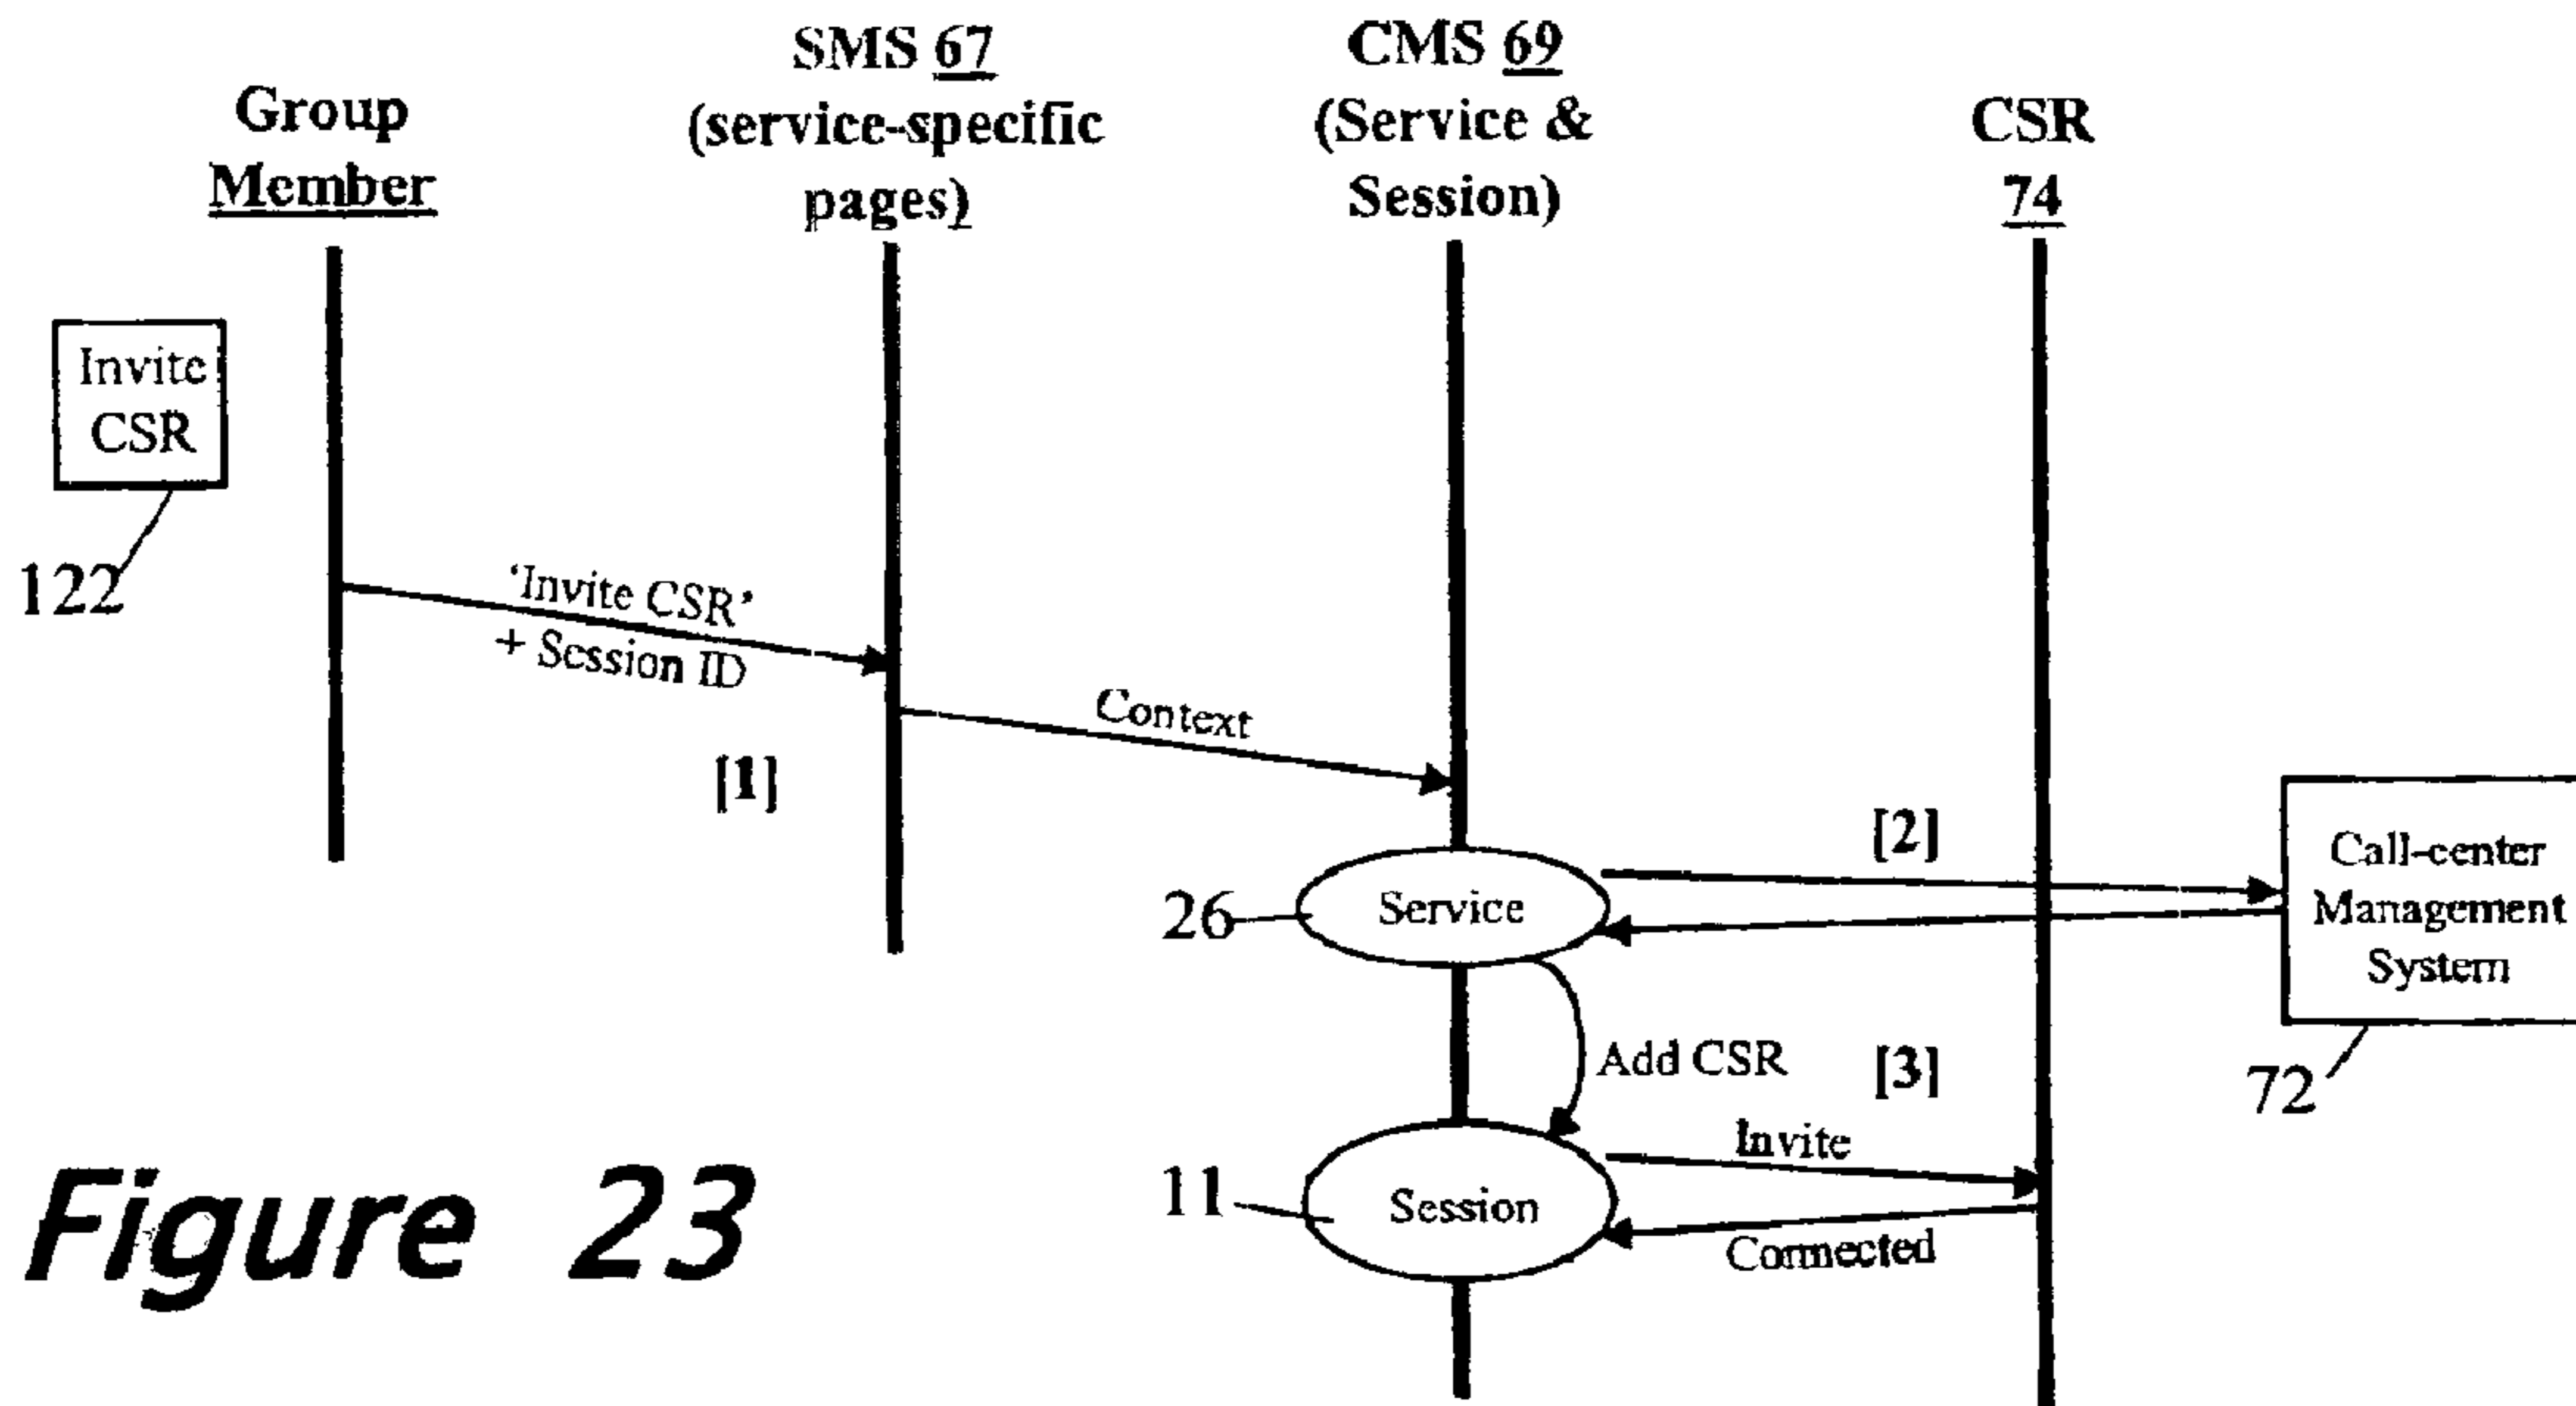 Group
Member
SMS 67
(service-specific
pages)
CMS 69
(Service &
Session)
CSR
74
Invite
CSR
122
'Invite CSR'
+ Session ID
Context
[1]
[2]
Call-center
Management
System
72
26
Service
Add CSR
[3]
Invite
11
Session
Connected
Figure 23